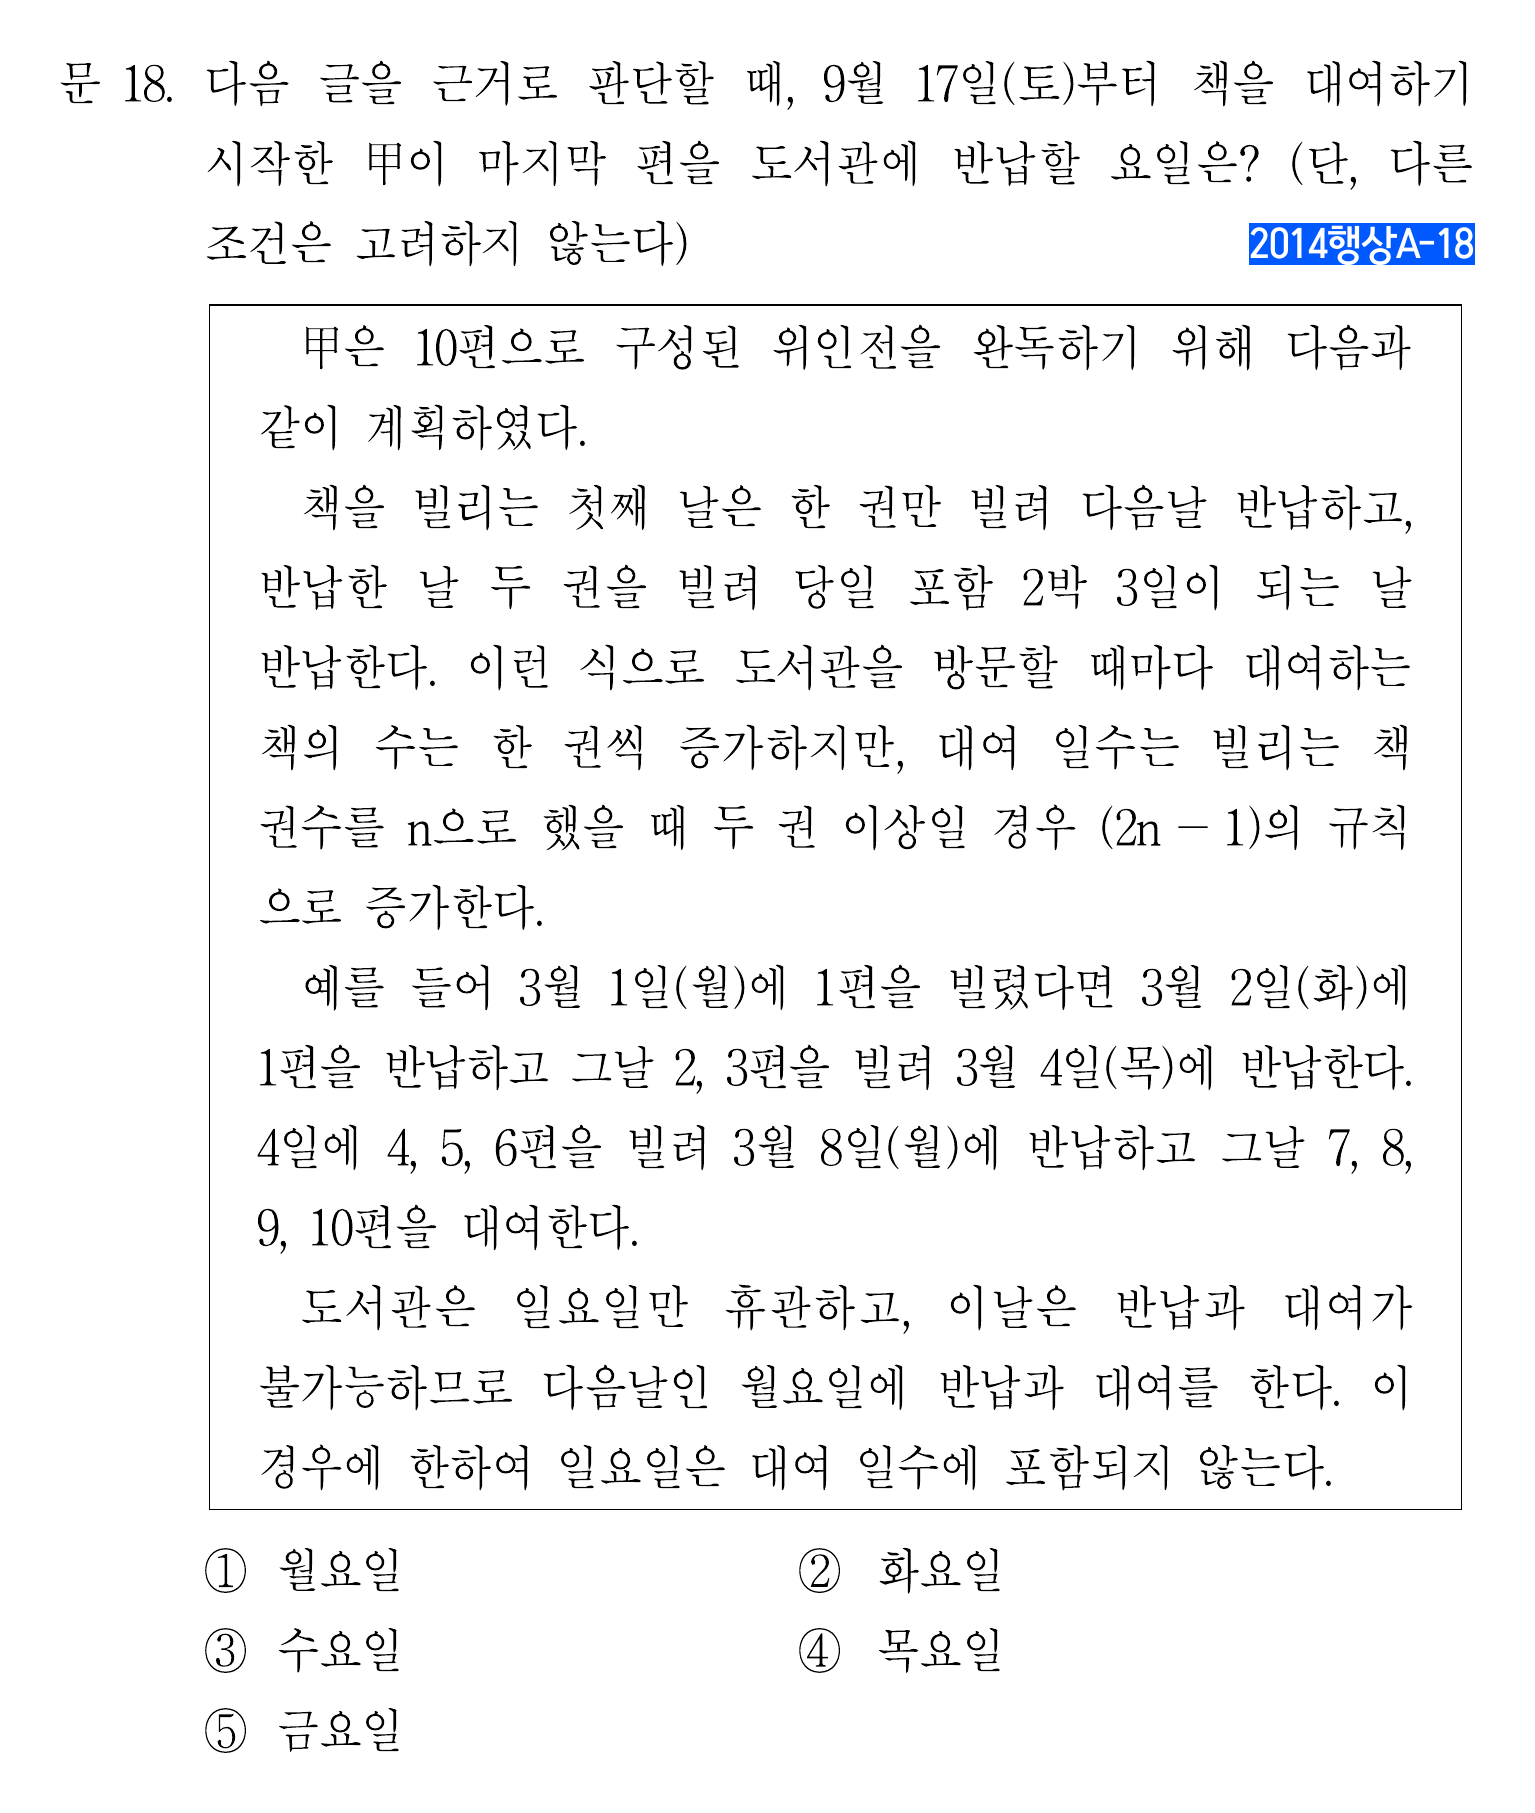 문 18. 다음 글을 근거로 판단할 때, 9월 17일(토)부터 책을 대여하기
시작한 甲이 마지막 편을 도서관에 반납할 요일은? (단, 다른
조건은 고려하지 않는다)
2014행상A-18
甲은 10편으로 구성된 위인전을 완독하기 위해 다음과
같이 계획하였다.
책을 빌리는 첫째 날은 한 권만 빌려 다음날 반납하고,
반납한 날 두 권을 빌려 당일 포함 2박 3일이 되는 날
반납한다. 이런 식으로 도서관을 방문할 때마다 대여하는
책의 수는 한 권씩 증가하지만, 대여 일수는 빌리는 책
권수를 n으로 했을 때 두 권 이상일 경우 (2n − 1)의 규칙
으로 증가한다.
예를 들어 3월 1일(월)에 1편을 빌렸다면 3월 2일(화)에
1편을 반납하고 그날 2, 3편을 빌려 3월 4일(목)에 반납한다.
4일에 4, 5, 6편을 빌려 3월 8일(월)에 반납하고 그날 7, 8,
9, 10편을 대여한다.
도서관은 일요일만 휴관하고, 이날은 반납과 대여가
불가능하므로 다음날인 월요일에 반납과 대여를 한다. 이
경우에 한하여 일요일은 대여 일수에 포함되지 않는다.
① 월요일
② 화요일
③ 수요일
④ 목요일
⑤ 금요일